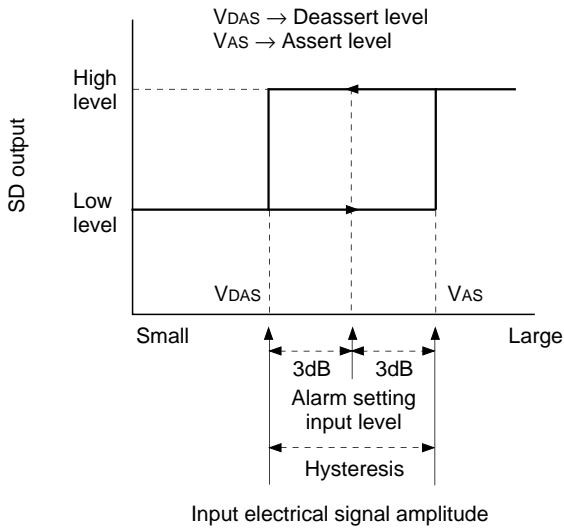 VDAS → Deassert level
VAS → Assert level
High
level
SD output
Low
level
VDAS
VAS
Small
Large
3dB
3dB
Alarm setting
input level
Hysteresis
Input electrical signal amplitude